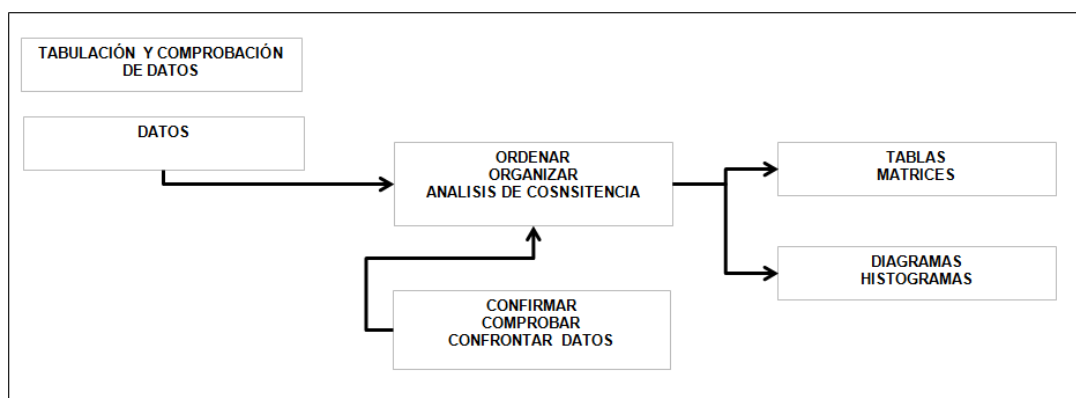 TABULACIÓN Y COMPROBACIÓN
DE DATOS
DATOS
ORDENAR
ORGANIZAR
ANALISIS DE COSNSITENCIA
TABLAS
MATRICES
DIAGRAMAS
HISTOGRAMAS
CONFIRMAR
COMPROBAR
CONFRONTAR DATOS